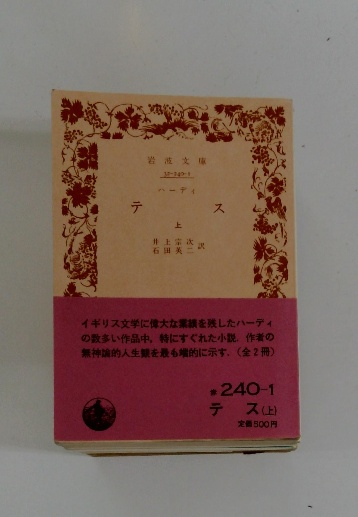 岩波文庫
32-240-1
ハーディ
テス
上
井上宗次
石田英二 訳
イギリス文学に偉大な業績を残したハーディ
の数多い作品中，特にすぐれた小説．作者の
無神論的人生観を最も端的に示す．（全２冊）
赤 240-1
テ ス(上)
定価500円